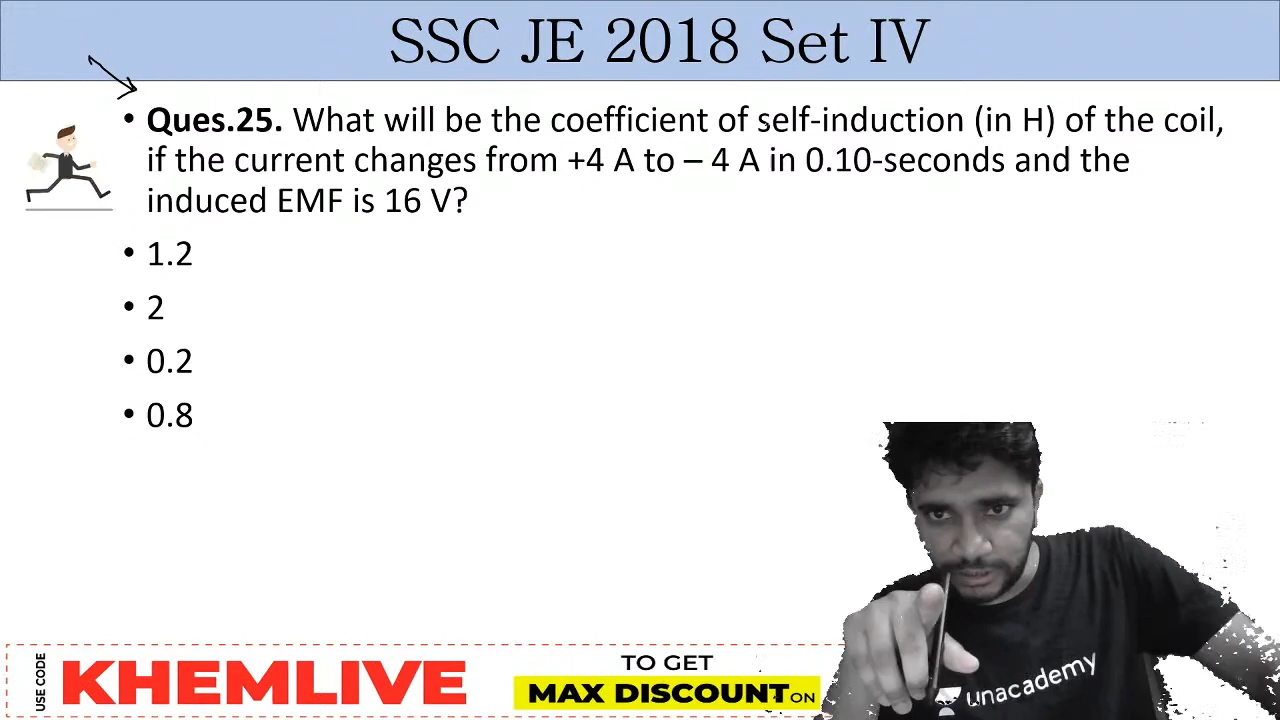 SSC JE 2018 Set IV
• Ques.25. What will be the coefficient of self-induction (in H) of the coil,
if the current changes from +4 A to – 4 A in 0.10-seconds and the
induced EMF is 16 V?
• 1.2
• 2
• 0.2
• 0.8
USE CODE
KHEMLIVE
TO GET
MAX DISCOUNT ON
unacademy